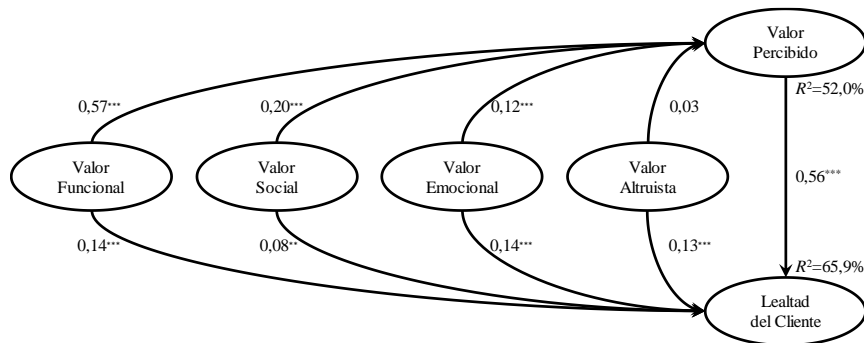 Valor
Percibido
R²=52,0%
0,57***
0,20***
0,12***
0,03
Valor
Funcional
Valor
Social
Valor
Emocional
Valor
Altruista
0,56***
0,14***
0,08**
0,14***
0,13***
R²=65,9%
Lealtad
del Cliente